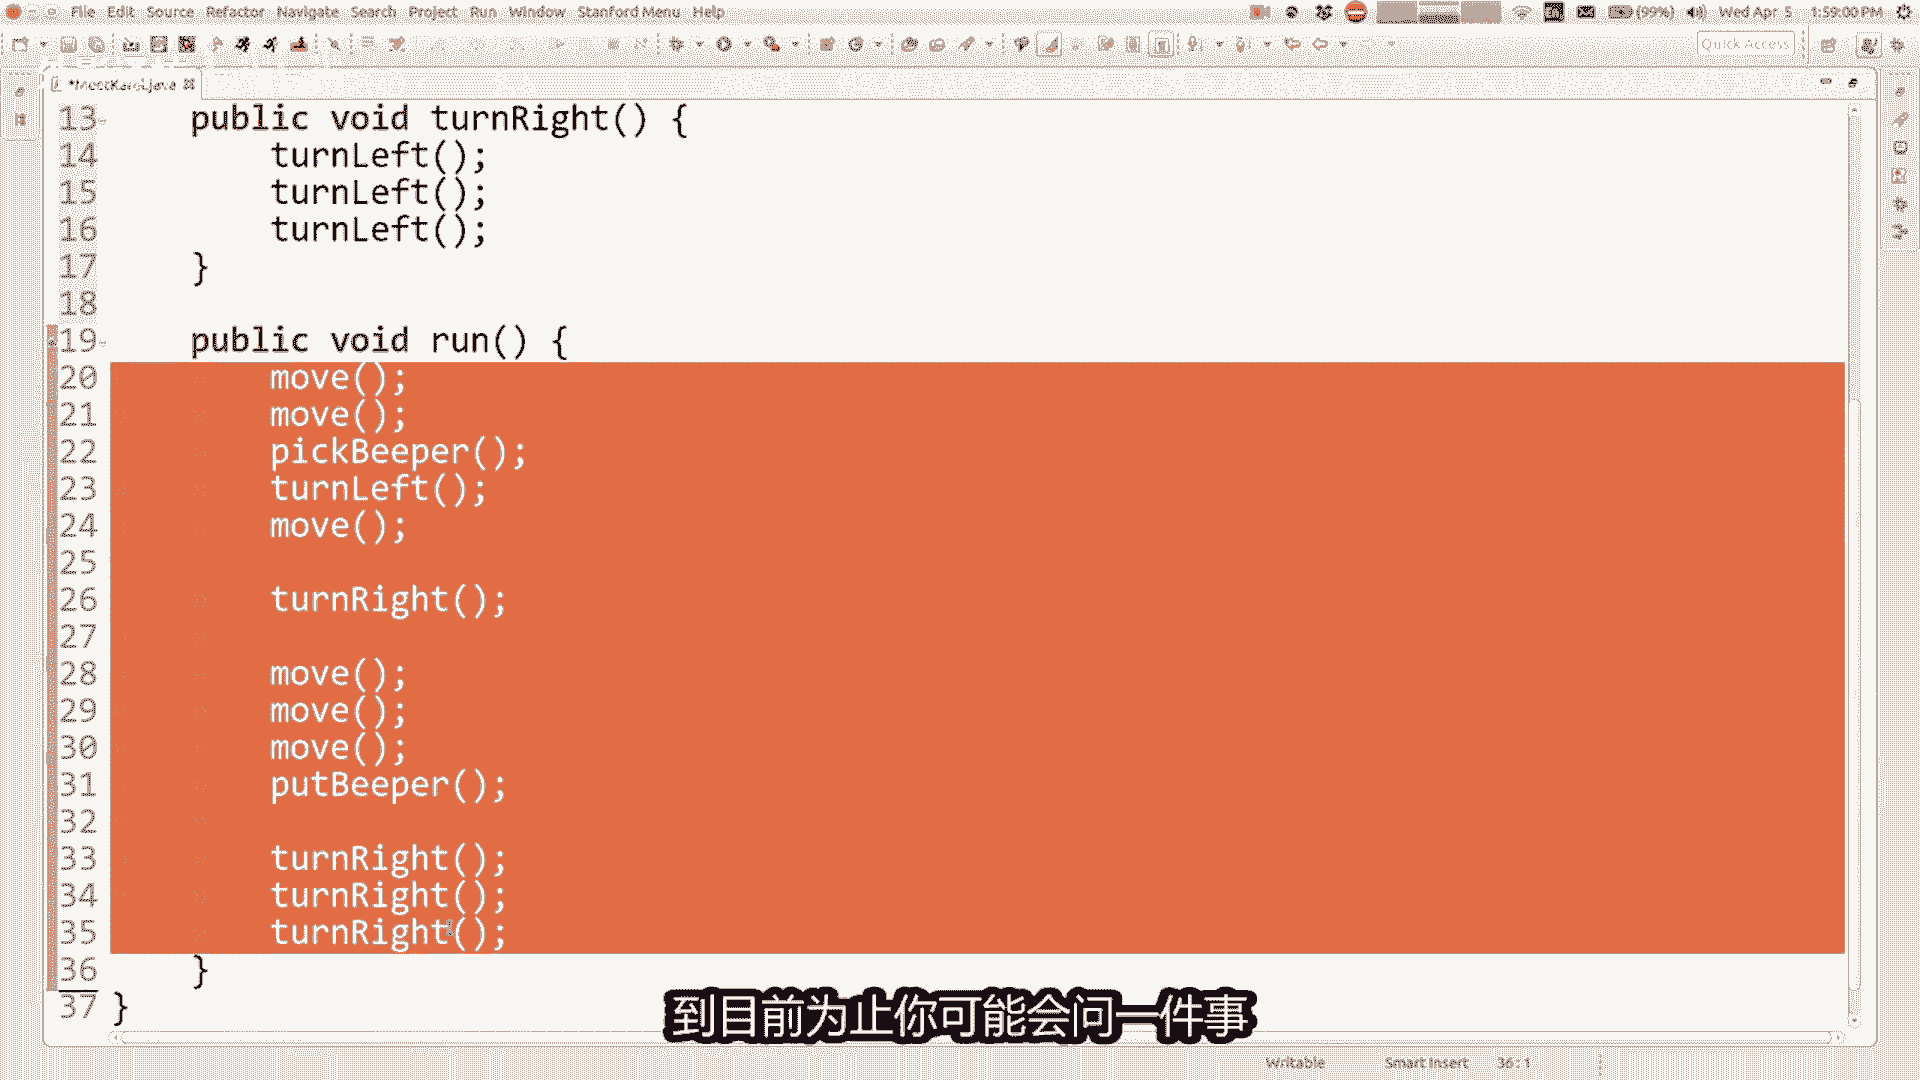 File Edit Source Refactor Navigate Search Project Run Window Stanford Menu Help (99%) Wed Apr 5 1:59:00 PM
Quick Access
*MeetKarel.java
13 public void turnRight() {
14 turnLeft();
15 turnLeft();
16 turnLeft();
17 }
18
19 public void run() {
20 move();
21 move();
22 pickBeeper();
23 turnLeft();
24 move();
25
26 turnRight();
27
28 move();
29 move();
30 move();
31 putBeeper();
32
33 turnRight();
34 turnRight();
35 turnRight();
36 }
37 }
到目前为止你可能会问一件事
Writable Smart Insert 36:1